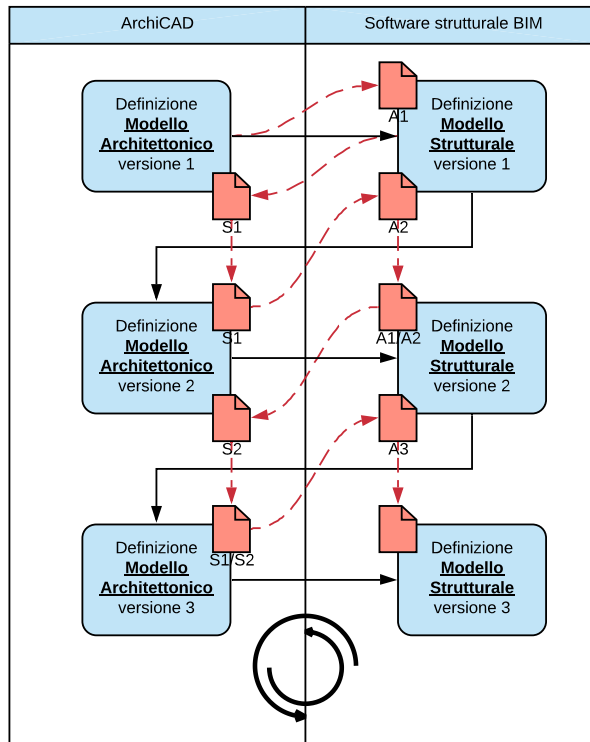 ArchiCAD
Software strutturale BIM
A1
Definizione
Modello
Architettonico
versione 1
Definizione
Modello
Strutturale
versione 1
S1
A2
S1
A1/A2
Definizione
Modello
Architettonico
versione 2
Definizione
Modello
Strutturale
versione 2
S2
A3
S1/S2
Definizione
Modello
Architettonico
versione 3
Definizione
Modello
Strutturale
versione 3